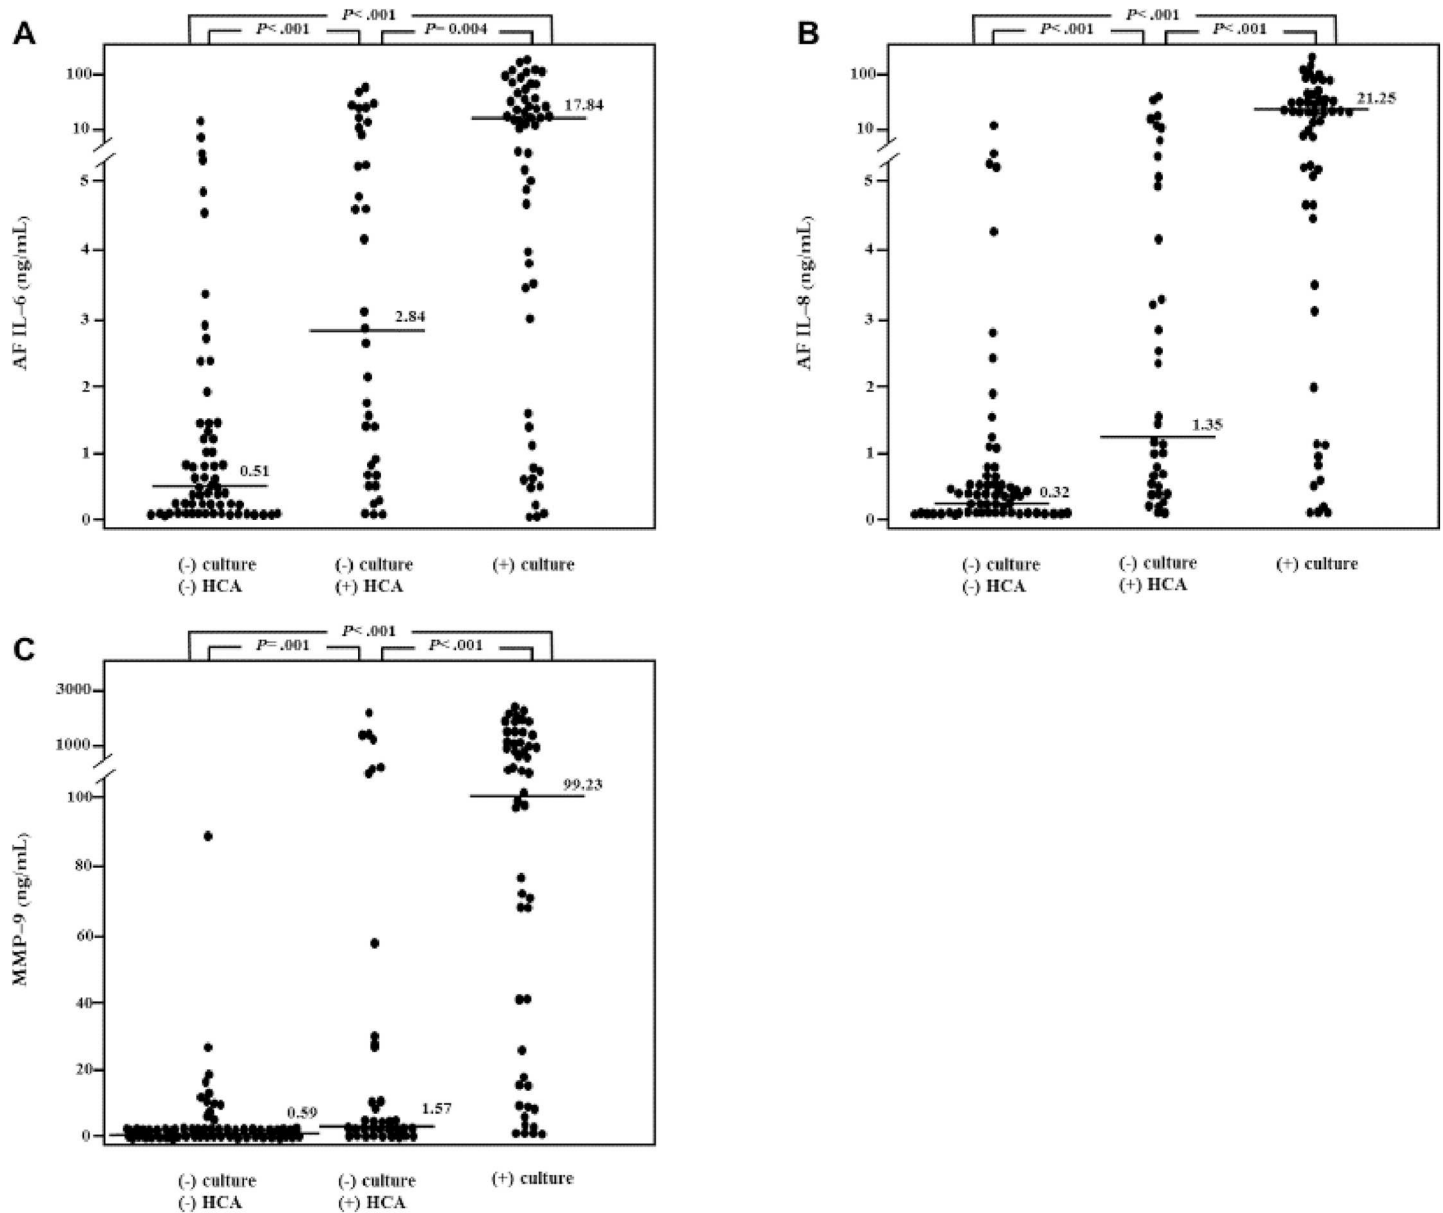 A
P< .001
P< .001
P= 0.004
100
10
5
4
3
2
1
0
AF IL–6 (ng/mL)
17.84
2.84
0.51
(-) culture
(-) HCA
(-) culture
(+) HCA
(+) culture
B
P< .001
P< .001
P< .001
100
10
5
4
3
2
1
0
AF IL–8 (ng/mL)
21.25
1.35
0.32
(-) culture
(-) HCA
(-) culture
(+) HCA
(+) culture
C
P< .001
P= .001
P< .001
3000
1000
100
80
60
40
20
0
MMP–9 (ng/mL)
99.23
0.59
1.57
(-) culture
(-) HCA
(-) culture
(+) HCA
(+) culture